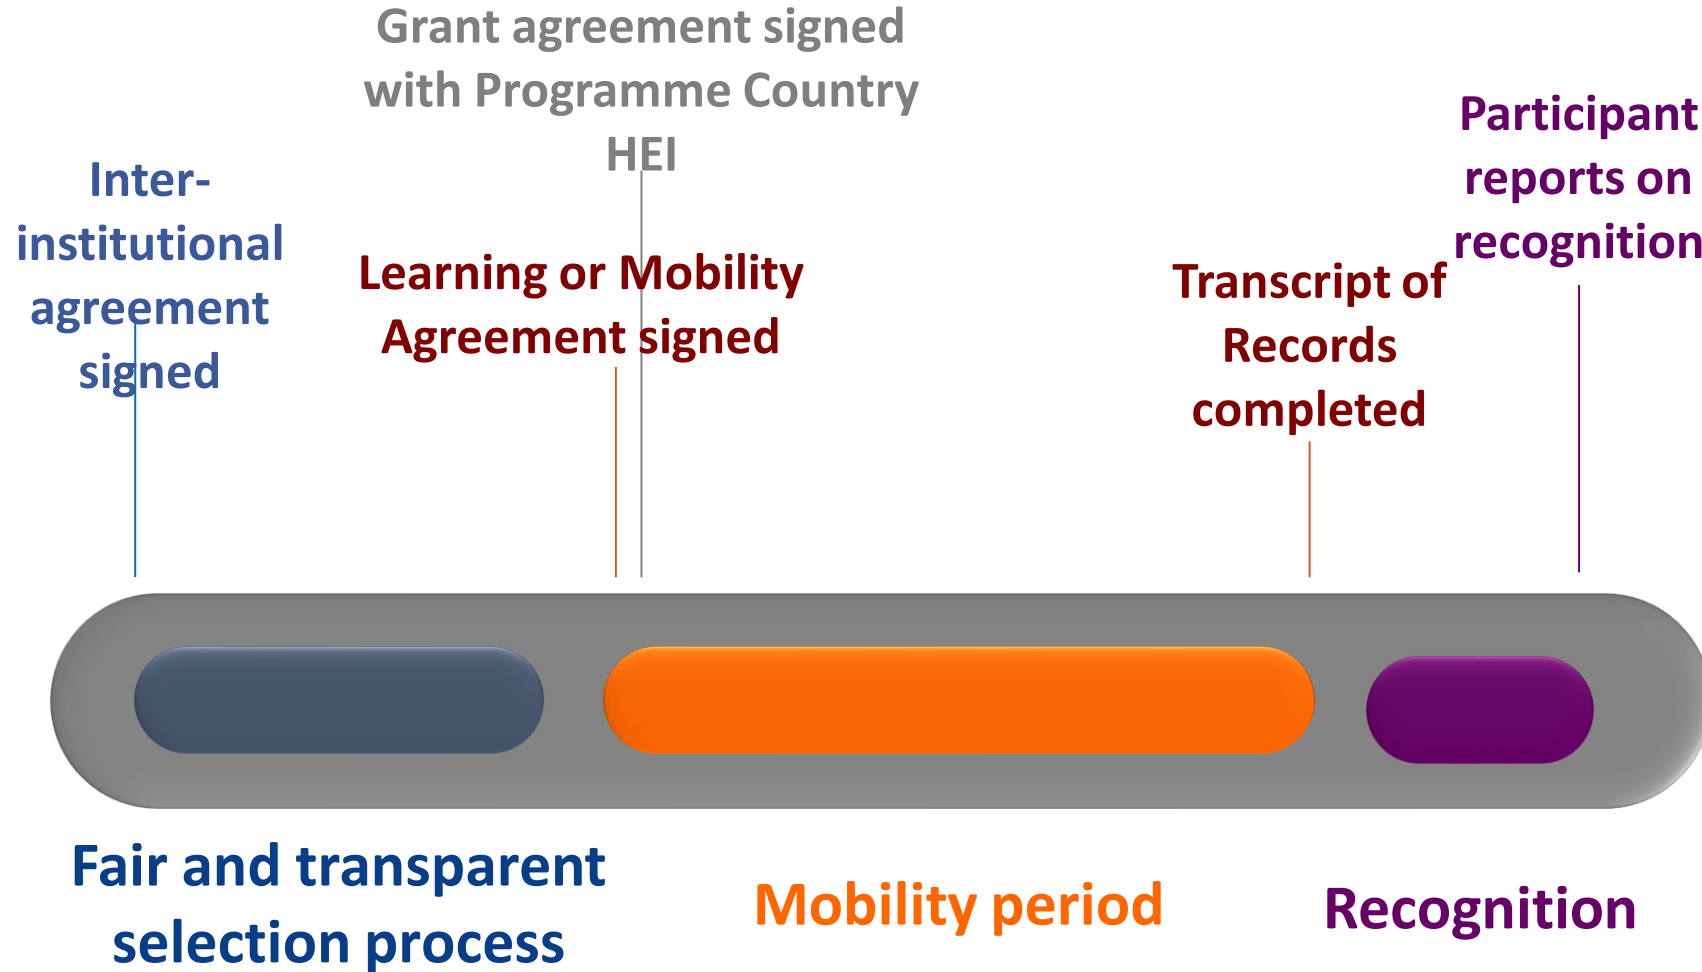 Grant agreement signed
with Programme Country
HEI
Inter-
institutional
agreement
signed
Learning or Mobility
Agreement signed
Transcript of
Records
completed
Participant
reports on
recognition
Fair and transparent
selection process
Mobility period
Recognition